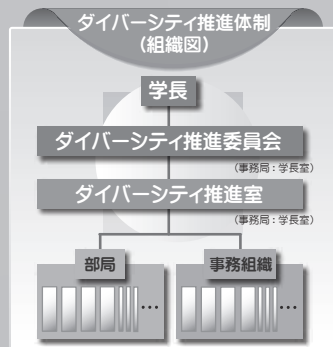 ダイバーシティ推進体制
（組織図）
学長
ダイバーシティ推進委員会
（事務局：学長室）
ダイバーシティ推進室
（事務局：学長室）
部局
事務組織
…
…